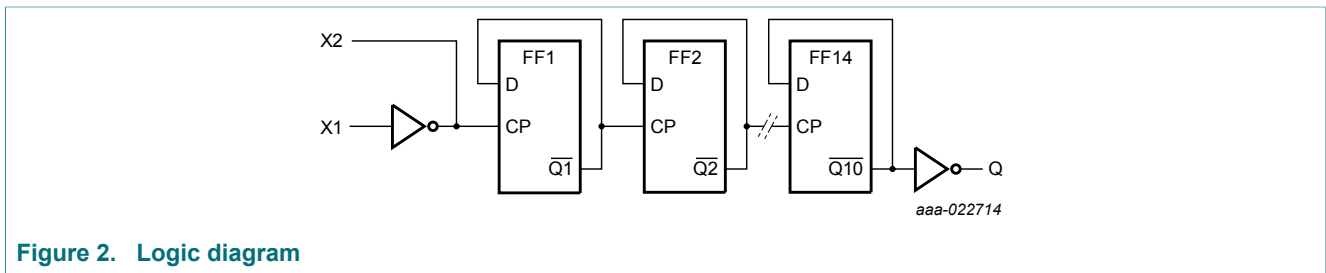 FF1 FF2 FF14
X2
D D D
X1 CP CP CP
Q1 Q2 Q10 Q
aaa-022714
Figure 2. Logic diagram